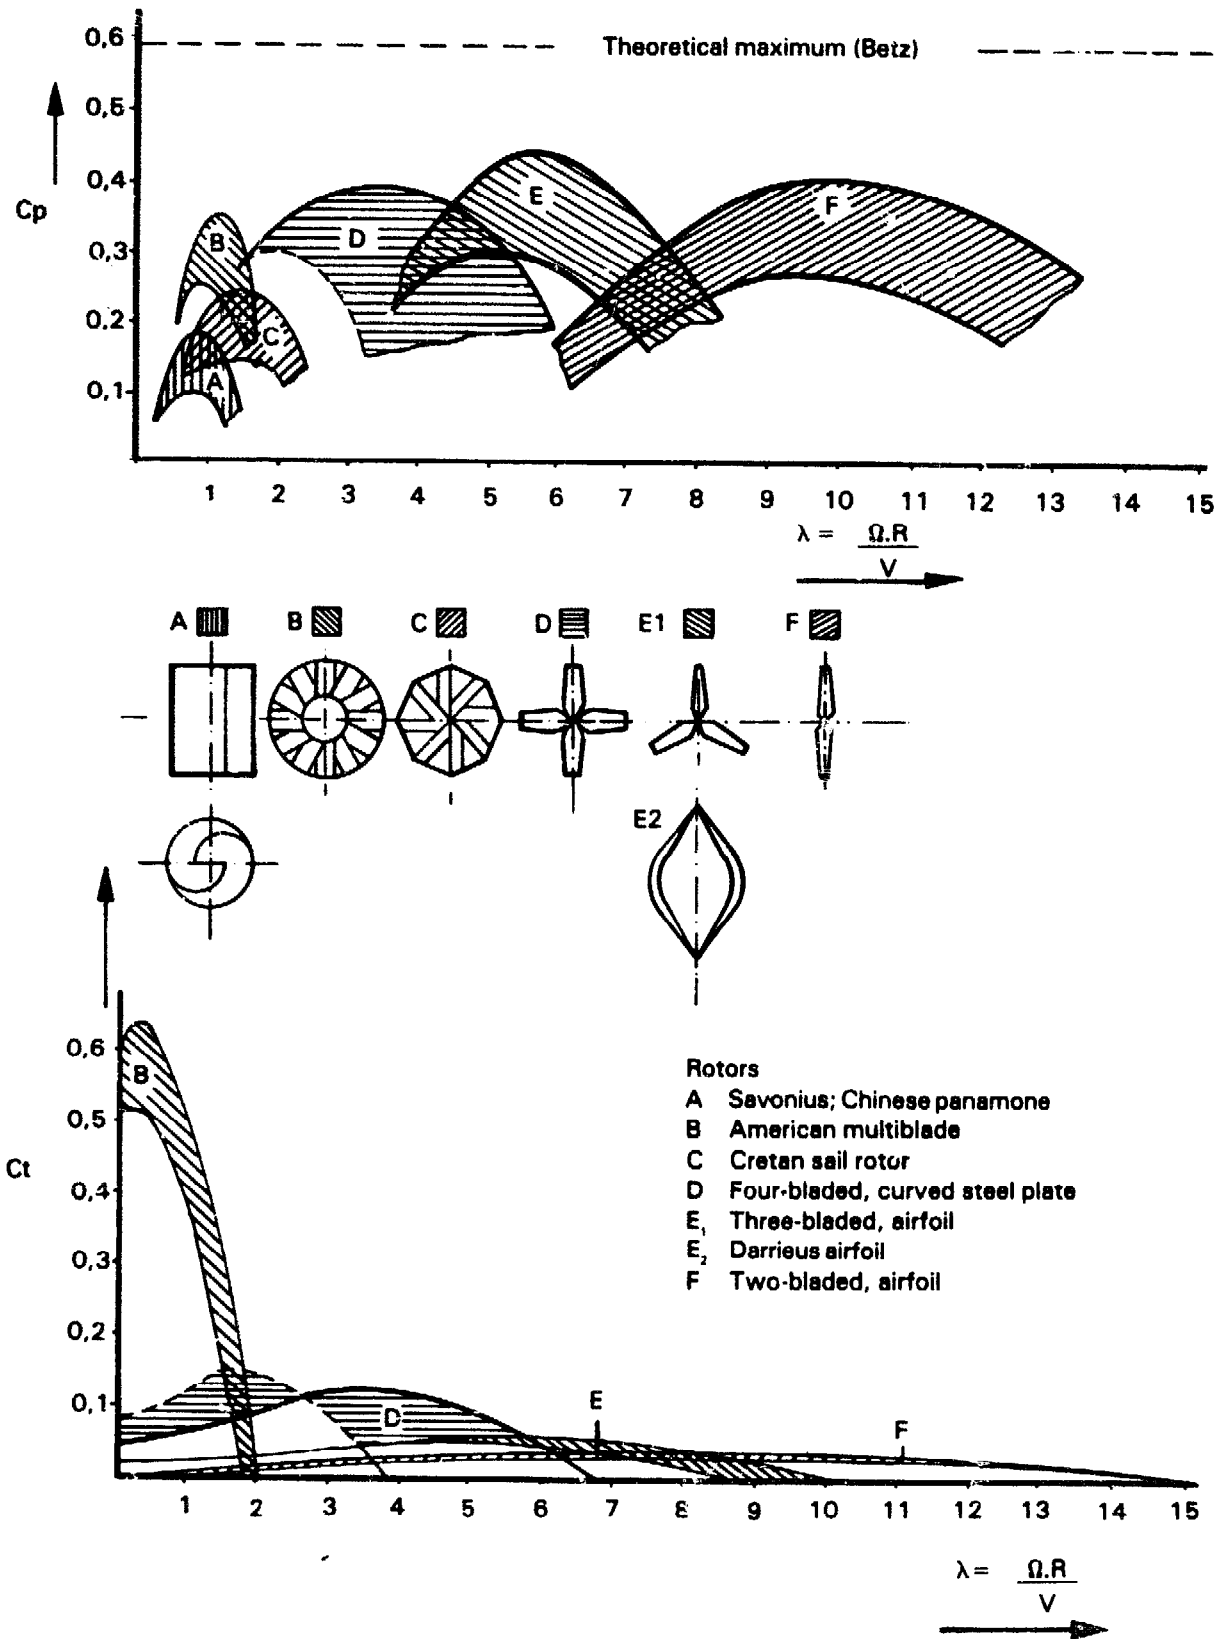 0,6
Theoretical maximum (Betz)
0,5
0,4
Cp
0,3
0,2
0,1
B
D
E
F
C
A
1 2 3 4 5 6 7 8 9 10 11 12 13 14 15
λ = Ω.R
V
A B C D E1 F
E2
0,6
B
0,5
Ct
0,4
0,3
0,2
0,1
Rotors
A Savonius; Chinese panamone
B American multiblade
C Cretan sail rotor
D Four-bladed, curved steel plate
E₁ Three-bladed, airfoil
E₂ Darrieus airfoil
F Two-bladed, airfoil
D
E
F
1 2 3 4 5 6 7 8 9 10 11 12 13 14 15
λ = Ω.R
V